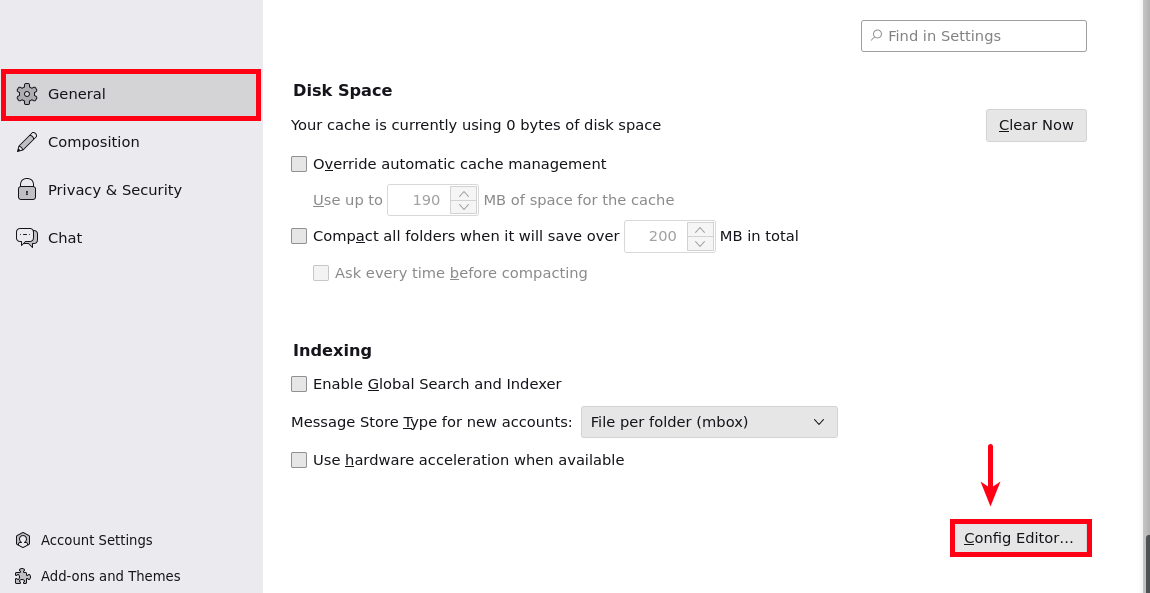 Find in Settings
General
Composition
Privacy & Security
Chat
Account Settings
Add-ons and Themes
Disk Space
Your cache is currently using 0 bytes of disk space
Clear Now
Override automatic cache management
Use up to 190 MB of space for the cache
Compact all folders when it will save over 200 MB in total
Ask every time before compacting
Indexing
Enable Global Search and Indexer
Message Store Type for new accounts: File per folder (mbox)
Use hardware acceleration when available
Config Editor…